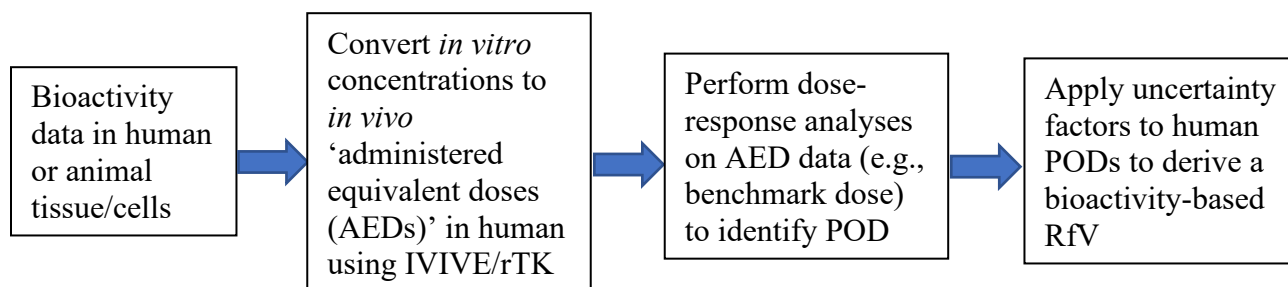 Bioactivity
data in human
or animal
tissue/cells
Convert in vitro
concentrations to
in vivo
‘administered
equivalent doses
(AEDs)’ in human
using IVIVE/rTK
Perform dose-
response analyses
on AED data (e.g.,
benchmark dose)
to identify POD
Apply uncertainty
factors to human
PODs to derive a
bioactivity-based
RfV